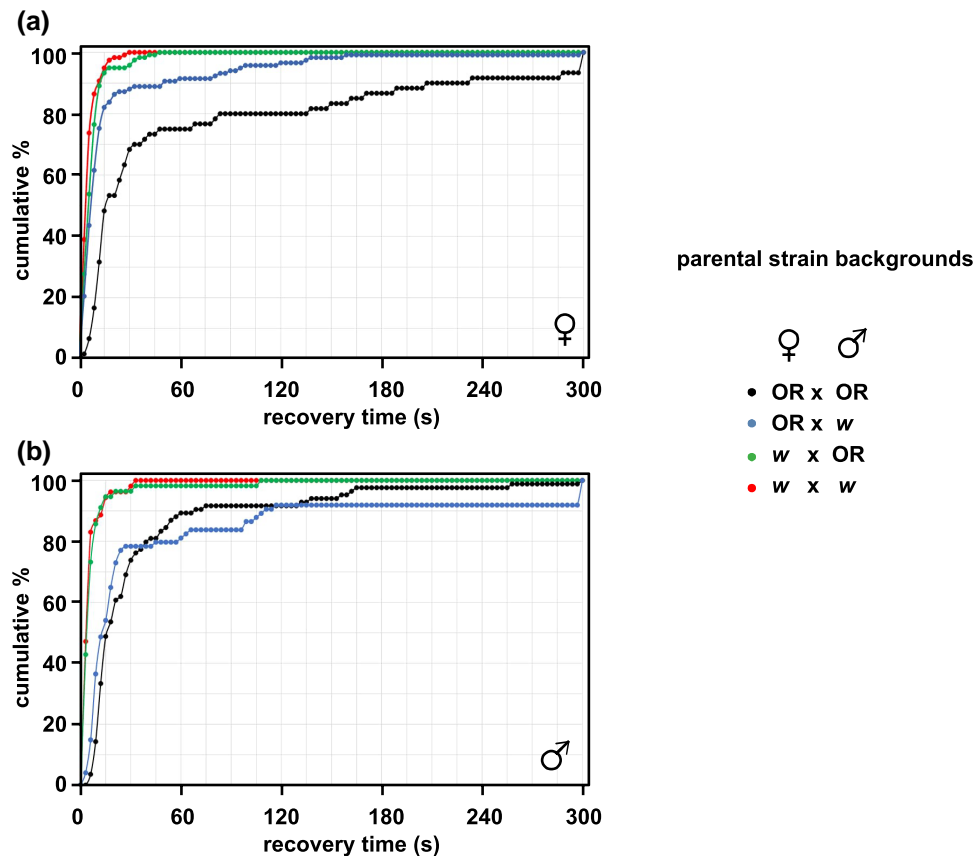 (a)
100
80
60
40
20
0
cumulative %
♀
0 60 120 180 240 300
recovery time (s)
(b)
100
80
60
40
20
0
cumulative %
♂
0 60 120 180 240 300
recovery time (s)
parental strain backgrounds
♀ ♂
OR x OR
OR x w
w x OR
w x w